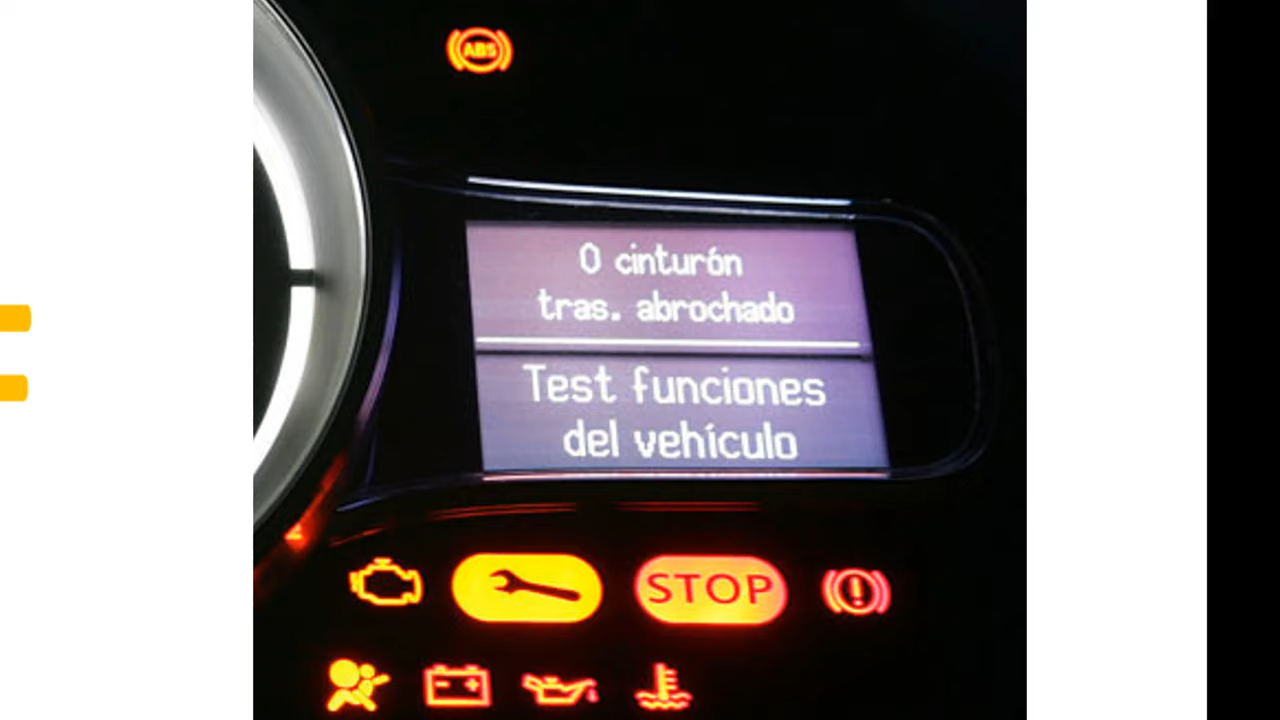 ABS
0 cinturón
tras. abrochado
Test funciones
del vehículo
STOP